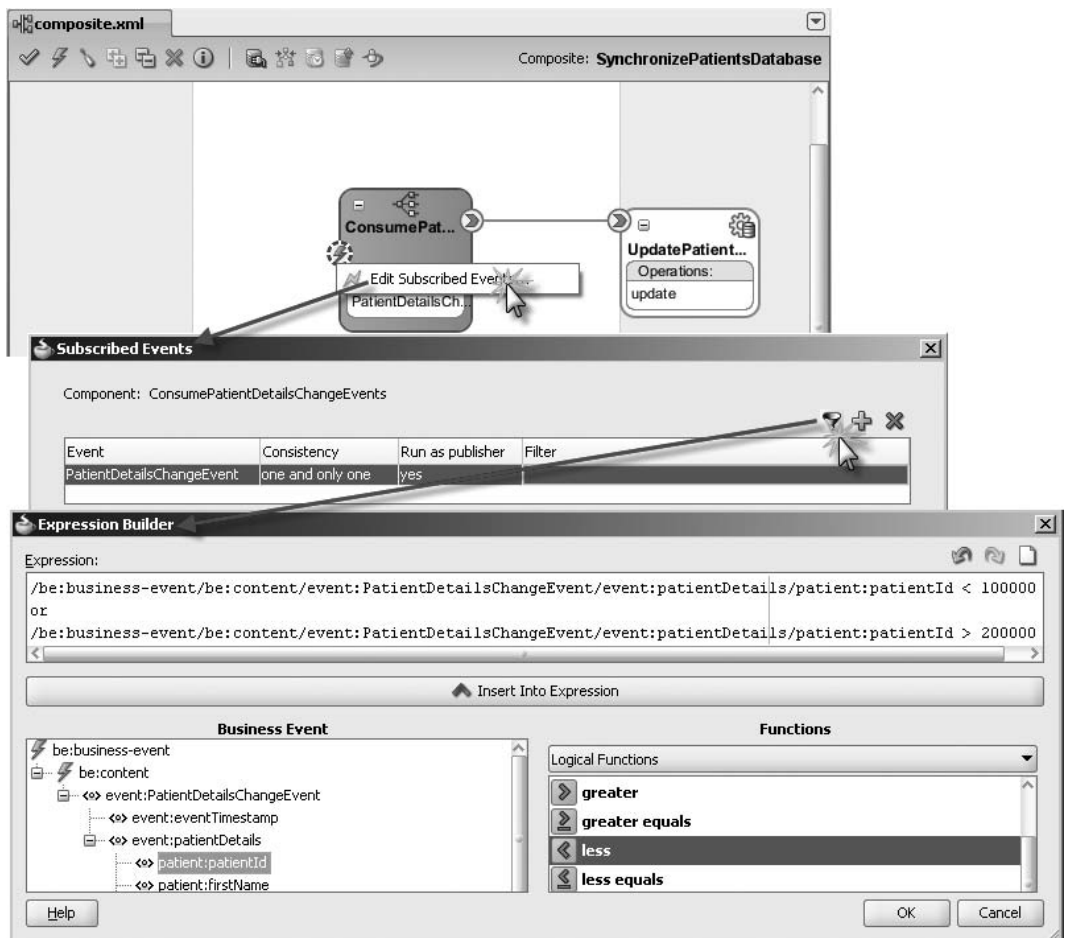 composite.xml
Composite: SynchronizePatientsDatabase
ConsumePat...
UpdatePatient...
Operations:
update
Edit Subscribed Events ...
PatientDetailsCh...
Subscribed Events
Component: ConsumePatientDetailsChangeEvents
Event Consistency Run as publisher Filter
PatientDetailsChangeEvent one and only one yes
Expression Builder
Expression:
/be:business-event/be:content/event:PatientDetailsChangeEvent/event:patientDetails/patient:patientId < 100000
or
/be:business-event/be:content/event:PatientDetailsChangeEvent/event:patientDetails/patient:patientId > 200000
Insert Into Expression
Business Event
be:business-event
be:content
event:PatientDetailsChangeEvent
event:eventTimestamp
event:patientDetails
patient:patientId
patient:firstName
Functions
Logical Functions
greater
greater equals
less
less equals
Help
OK
Cancel